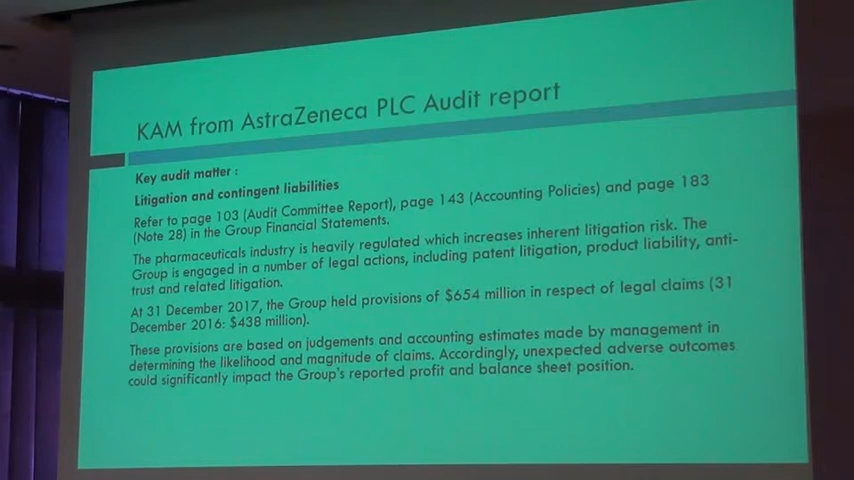 KAM from AstraZeneca PLC Audit report
Key audit matter :
Litigation and contingent liabilities
Refer to page 103 (Audit Committee Report), page 143 (Accounting Policies) and page 183
(Note 28) in the Group Financial Statements.
The pharmaceuticals industry is heavily regulated which increases inherent litigation risk. The
Group is engaged in a number of legal actions, including patent litigation, product liability, anti-
trust and related litigation.
At 31 December 2017, the Group held provisions of $654 million in respect of legal claims (31
December 2016: $438 million).
These provisions are based on judgements and accounting estimates made by management in
determining the likelihood and magnitude of claims. Accordingly, unexpected adverse outcomes
could significantly impact the Group's reported profit and balance sheet position.